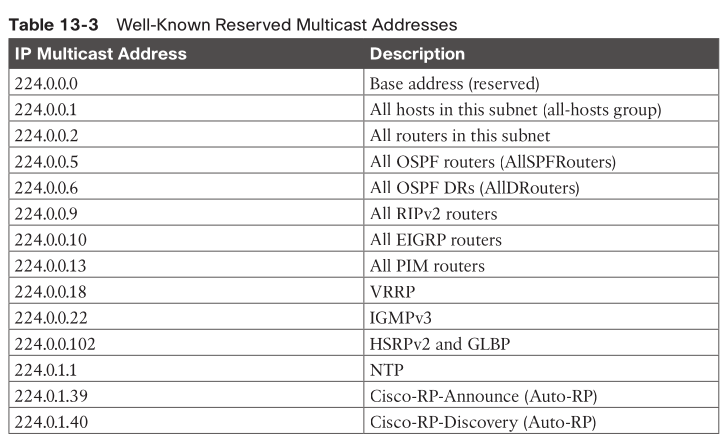 Table 13-3 Well-Known Reserved Multicast Addresses
IP Multicast Address Description
224.0.0.0 Base address (reserved)
224.0.0.1 All hosts in this subnet (all-hosts group)
224.0.0.2 All routers in this subnet
224.0.0.5 All OSPF routers (AllSPFRouters)
224.0.0.6 All OSPF DRs (AllDRouters)
224.0.0.9 All RIPv2 routers
224.0.0.10 All EIGRP routers
224.0.0.13 All PIM routers
224.0.0.18 VRRP
224.0.0.22 IGMPv3
224.0.0.102 HSRPv2 and GLBP
224.0.1.1 NTP
224.0.1.39 Cisco-RP-Announce (Auto-RP)
224.0.1.40 Cisco-RP-Discovery (Auto-RP)